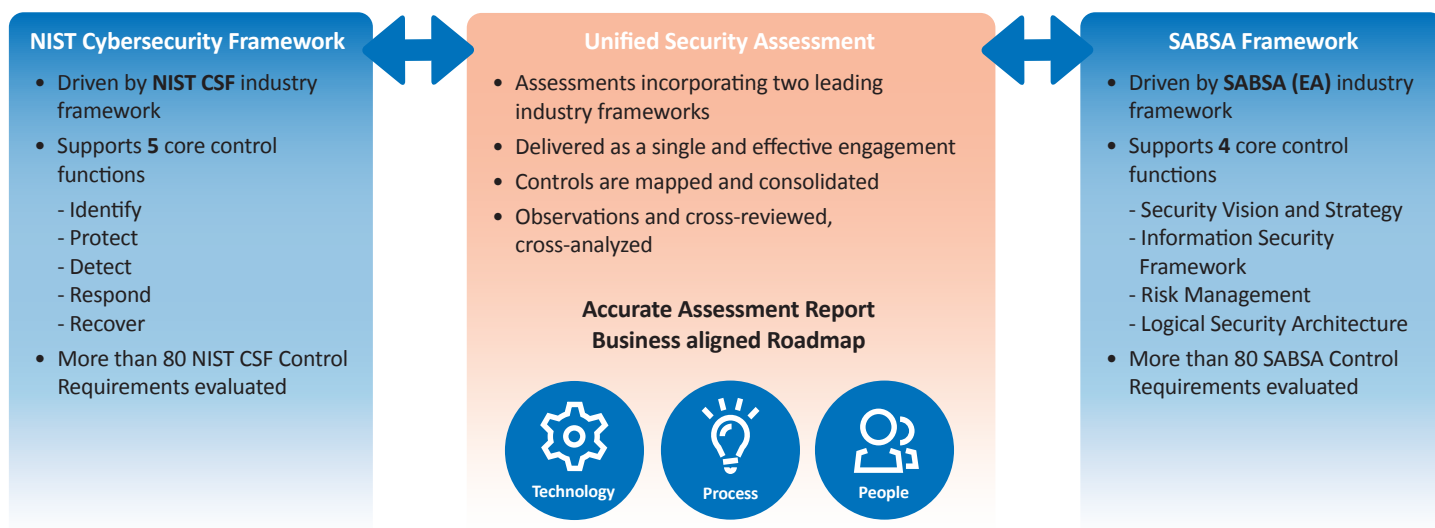 NIST Cybersecurity Framework
• Driven by NIST CSF industry
framework
• Supports 5 core control
functions
- Identify
- Protect
- Detect
- Respond
- Recover
• More than 80 NIST CSF Control
Requirements evaluated
Unified Security Assessment
• Assessments incorporating two leading
industry frameworks
• Delivered as a single and effective engagement
• Controls are mapped and consolidated
• Observations and cross-reviewed,
cross-analyzed
Accurate Assessment Report
Business aligned Roadmap
Technology
Process
People
SABSA Framework
• Driven by SABSA (EA) industry
framework
• Supports 4 core control
functions
- Security Vision and Strategy
- Information Security
Framework
- Risk Management
- Logical Security Architecture
• More than 80 SABSA Control
Requirements evaluated